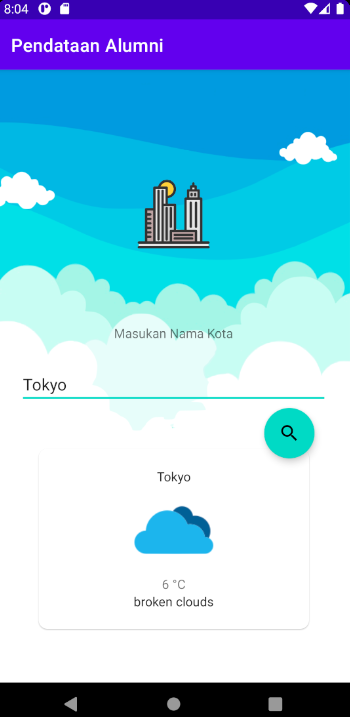 8:04
Pendataan Alumni
Masukan Nama Kota
Tokyo
Tokyo
6 °C
broken clouds